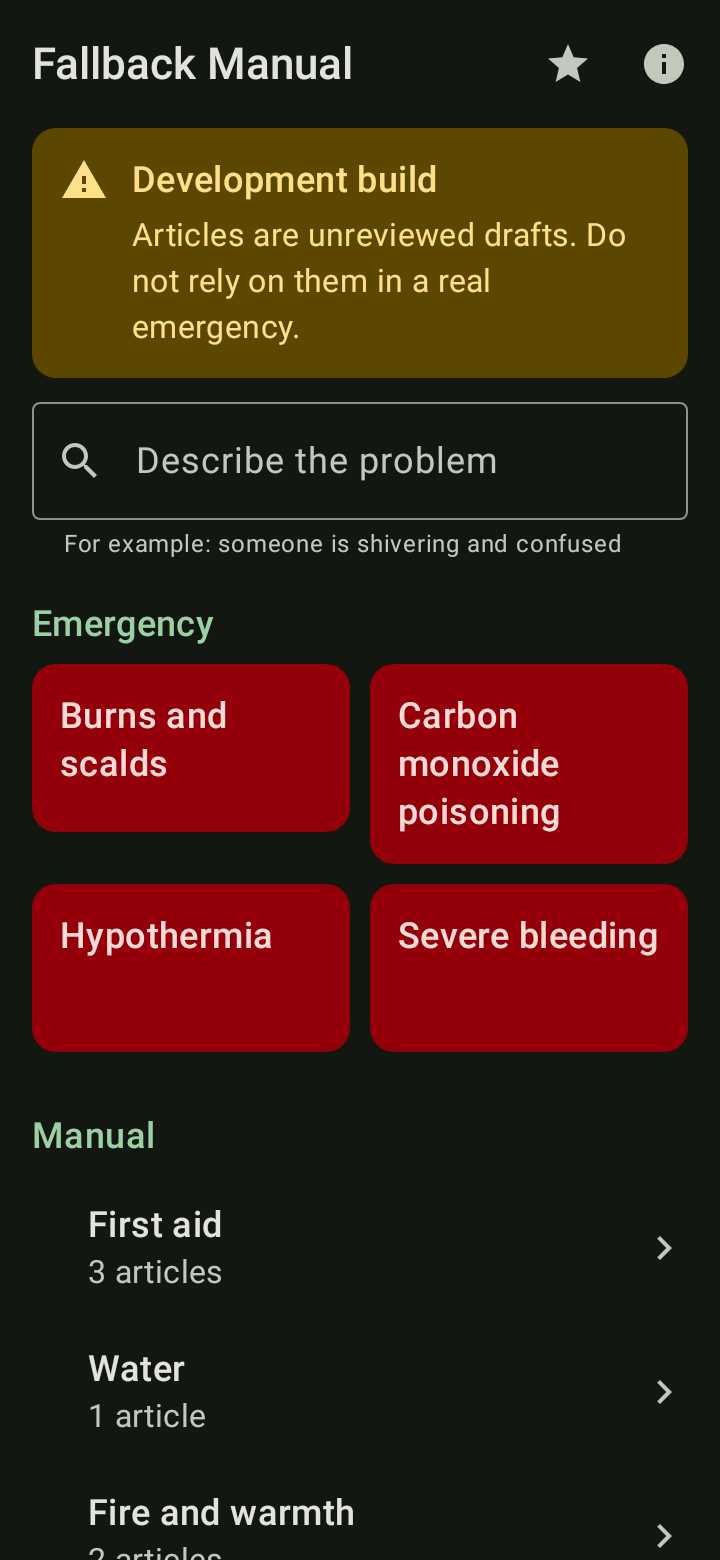 Fallback Manual
Development build
Articles are unreviewed drafts. Do
not rely on them in a real
emergency.
Describe the problem
For example: someone is shivering and confused
Emergency
Burns and
scalds
Carbon
monoxide
poisoning
Hypothermia
Severe bleeding
Manual
First aid
3 articles
Water
1 article
Fire and warmth
2 articles